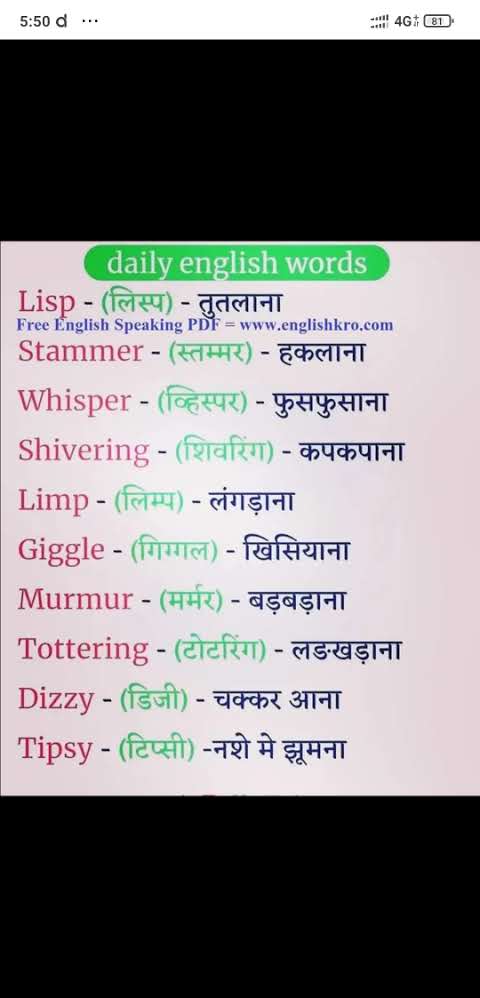 5:50 d ...
4G 81
daily english words
Lisp - (लिस्प) - तुतलाना
Free English Speaking PDF = www.englishkro.com
Stammer - (स्तम्मर) - हकलाना
Whisper - (व्हिस्पर) - फुसफुसाना
Shivering - (शिवरिंग) - कपकपाना
Limp - (लिम्प) - लंगड़ाना
Giggle - (गिग्गल) - खिसियाना
Murmur - (मर्मर) - बड़बड़ाना
Tottering - (टोटरिंग) - लङखड़ाना
Dizzy - (डिजी) - चक्कर आना
Tipsy - (टिप्सी) -नशे मे झूमना